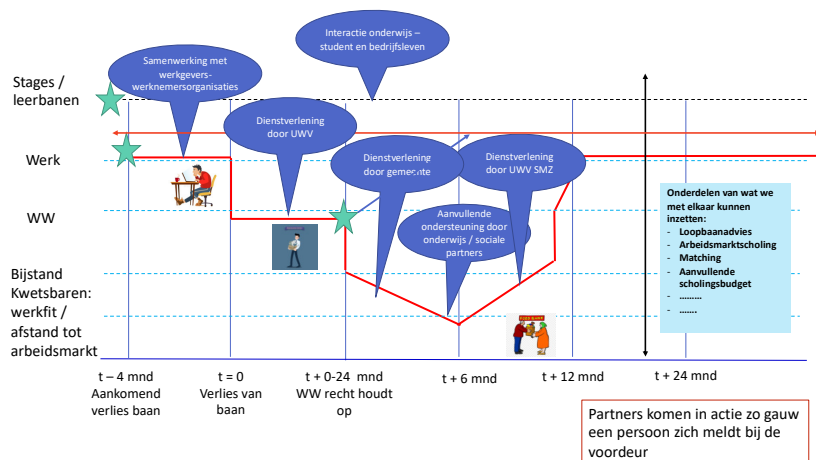 Interactie onderwijs –
student en bedrijfsleven
Samenwerking met
werkgevers-
werknemersorganisaties
Stages /
leerbanen
Dienstverlening
door UWV
Werk
Dienstverlening
door gemeente
Dienstverlening
door UWV SMZ
WW
Aanvullende
ondersteuning door
onderwijs / sociale
partners
Bijstand
Kwetsbaren:
werkfit /
afstand tot
arbeidsmarkt
Onderdelen van wat we
met elkaar kunnen
inzetten:
- Loopbaanadvies
- Arbeidsmarktscholing
- Matching
- Aanvullende
scholingsbudget
- ………
- …….
t – 4 mnd
Aankomend
verlies baan
t = 0
Verlies van
baan
t + 0-24 mnd
WW recht houdt
op
t + 6 mnd
t + 12 mnd
t + 24 mnd
Partners komen in actie zo gauw
een persoon zich meldt bij de
voordeur